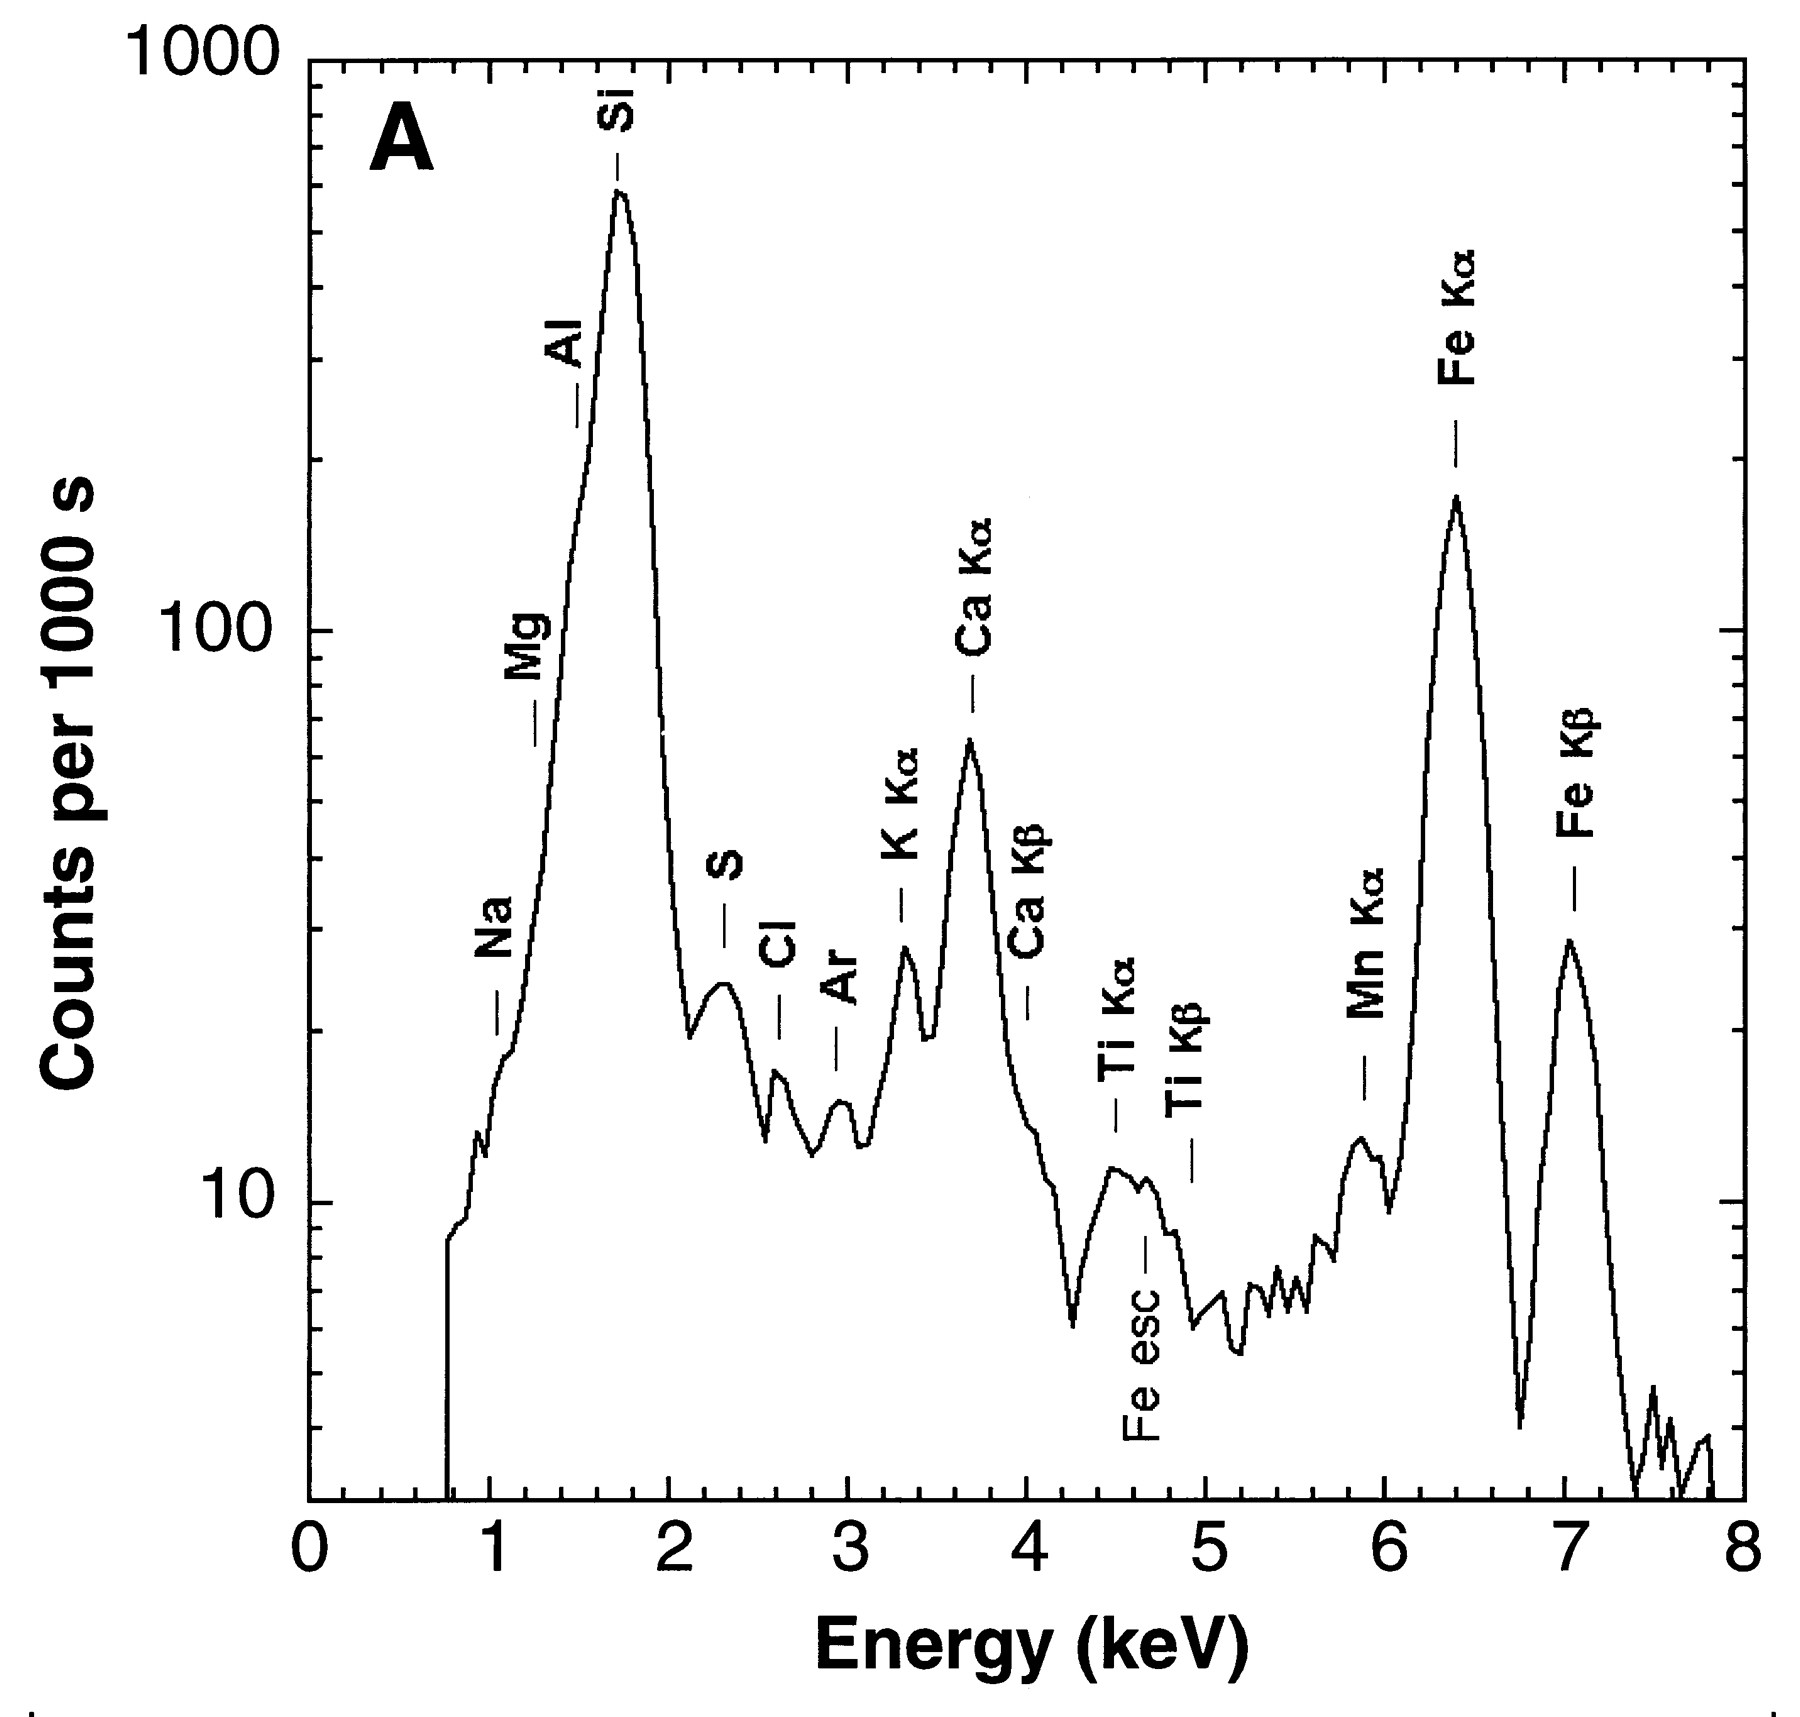 1000
100
10
Counts per 1000 s
A
Na
Mg
Al
Si
S
Cl
Ar
K Kα
Ca Kα
Ca Kβ
Ti Kα
Fe esc
Ti Kβ
Mn Kα
Fe Kα
Fe Kβ
0 1 2 3 4 5 6 7 8
Energy (keV)